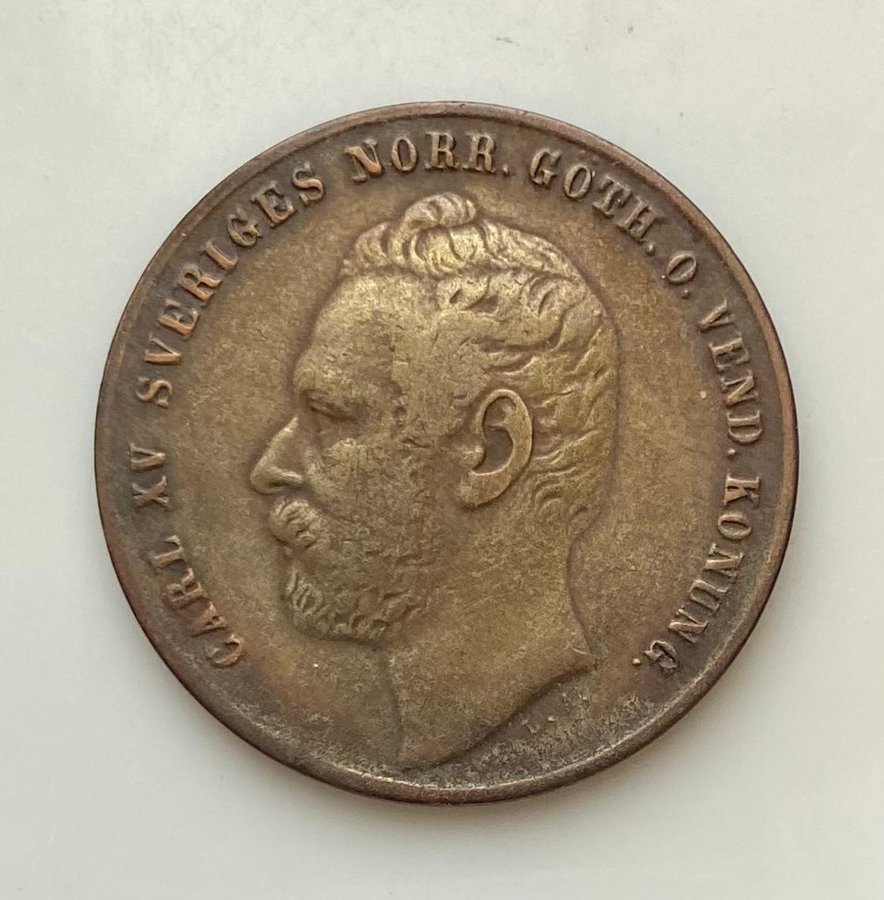 CARL XV SVERIGES NORR. GOTH. O. VEND. KONUNG.